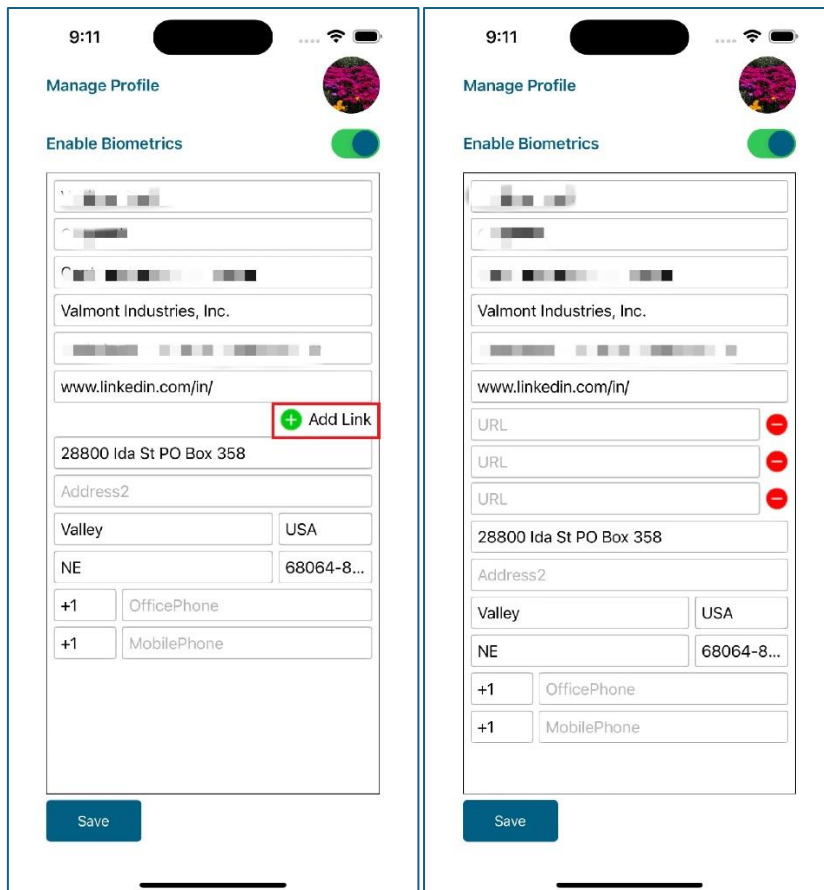 9:11
Manage Profile
Enable Biometrics
Valmont Industries, Inc.
www.linkedin.com/in/
Add Link
28800 Ida St PO Box 358
Address2
Valley USA
NE 68064-8...
+1 OfficePhone
+1 MobilePhone
Save
9:11
Manage Profile
Enable Biometrics
Valmont Industries, Inc.
www.linkedin.com/in/
URL
URL
URL
28800 Ida St PO Box 358
Address2
Valley USA
NE 68064-8...
+1 OfficePhone
+1 MobilePhone
Save